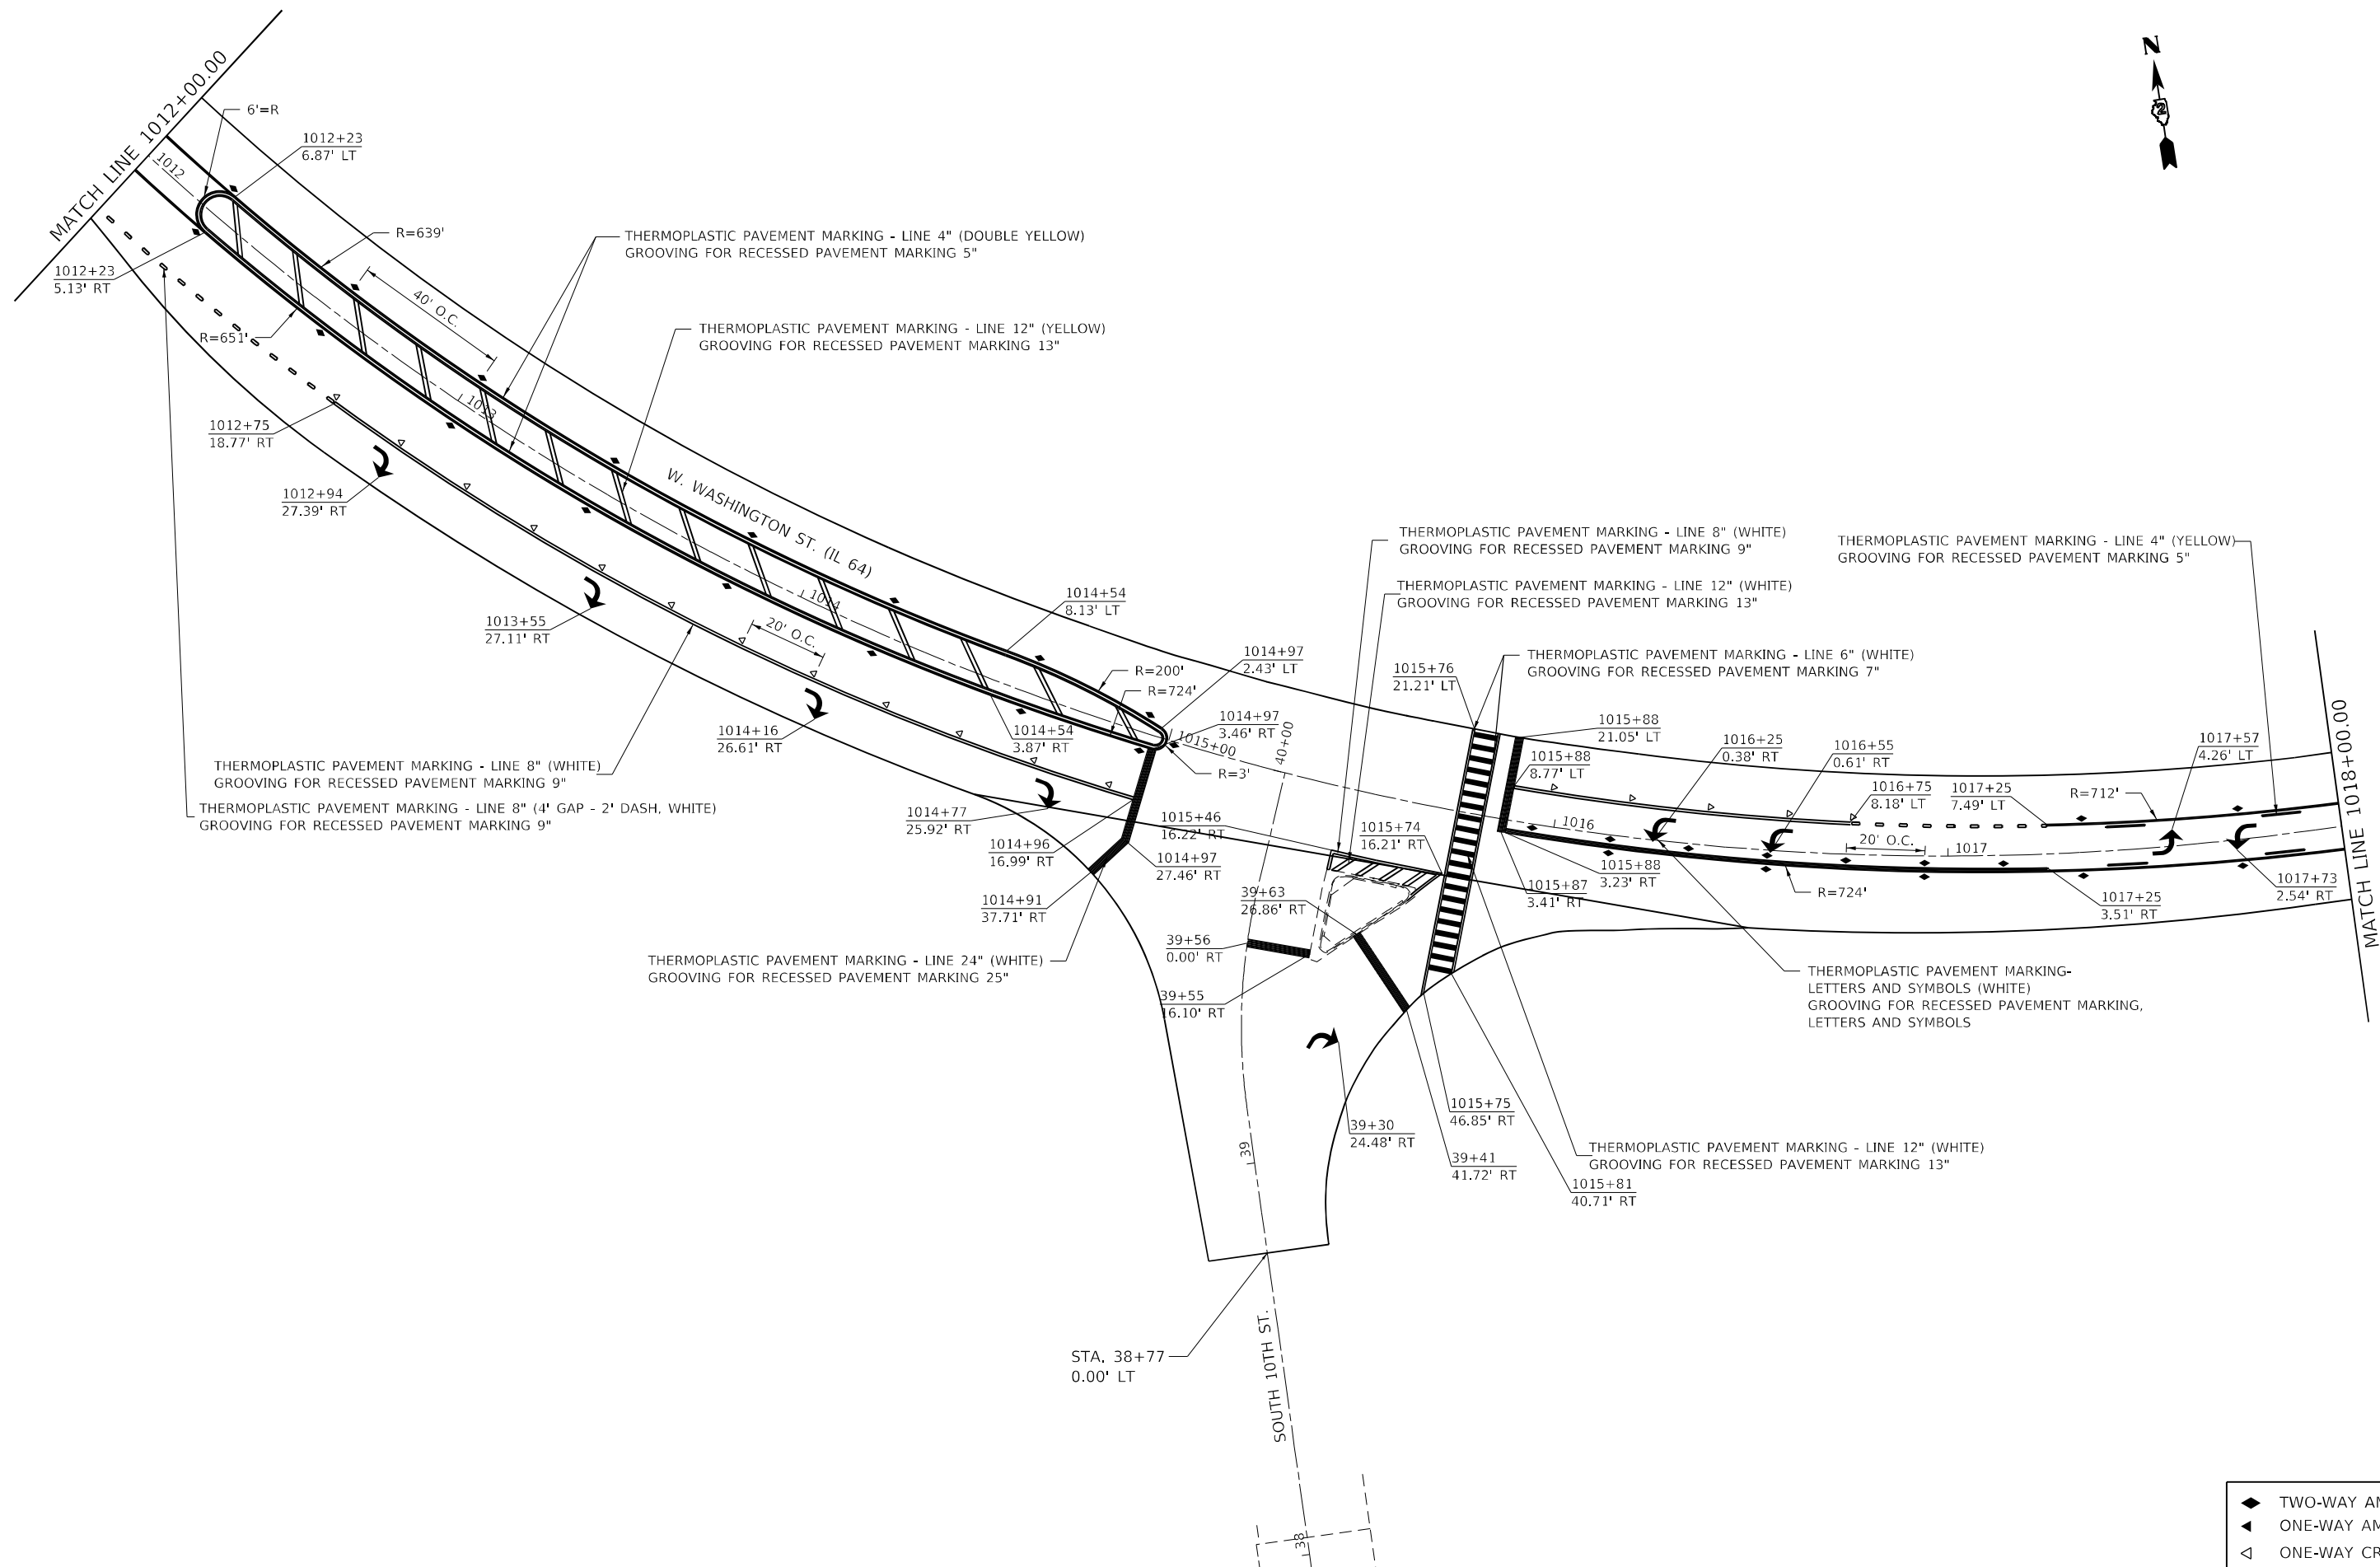 N
2
MATCH LINE 1012+00.00
6'=R
1012+23
6.87' LT
1012
1012+23
5.13' RT
R=639'
R=651'
40' O.C.
THERMOPLASTIC PAVEMENT MARKING - LINE 4" (DOUBLE YELLOW)
GROOVING FOR RECESSED PAVEMENT MARKING 5"
THERMOPLASTIC PAVEMENT MARKING - LINE 12" (YELLOW)
GROOVING FOR RECESSED PAVEMENT MARKING 13"
1013
1012+75
18.77' RT
1012+94
27.39' RT
W. WASHINGTON ST. (IL 64)
1013+55
27.11' RT
20' O.C.
1014
1014+16
26.61' RT
1014+54
8.13' LT
R=200'
R=724'
1014+97
2.43' LT
1014+97
3.46' RT
1015+00
40+00
R=3'
1014+54
3.87' RT
THERMOPLASTIC PAVEMENT MARKING - LINE 8" (WHITE)
GROOVING FOR RECESSED PAVEMENT MARKING 9"
THERMOPLASTIC PAVEMENT MARKING - LINE 8" (4' GAP - 2' DASH, WHITE)
GROOVING FOR RECESSED PAVEMENT MARKING 9"
1014+77
25.92' RT
1014+96
16.99' RT
1014+97
27.46' RT
1014+91
37.71' RT
THERMOPLASTIC PAVEMENT MARKING - LINE 24" (WHITE)
GROOVING FOR RECESSED PAVEMENT MARKING 25"
THERMOPLASTIC PAVEMENT MARKING - LINE 8" (WHITE)
GROOVING FOR RECESSED PAVEMENT MARKING 9"
THERMOPLASTIC PAVEMENT MARKING - LINE 12" (WHITE)
GROOVING FOR RECESSED PAVEMENT MARKING 13"
THERMOPLASTIC PAVEMENT MARKING - LINE 4" (YELLOW)
GROOVING FOR RECESSED PAVEMENT MARKING 5"
THERMOPLASTIC PAVEMENT MARKING - LINE 6" (WHITE)
GROOVING FOR RECESSED PAVEMENT MARKING 7"
1015+76
21.21' LT
1015+88
21.05' LT
1015+88
8.77' LT
1016+25
0.38' RT
1016+55
0.61' RT
1016+75
8.18' LT
1017+25
7.49' LT
R=712'
1017+57
4.26' LT
MATCH LINE 1018+00.00
1015+46
16.22' RT
1015+74
16.21' RT
1016
20' O.C.
1017
1015+88
3.23' RT
1015+87
3.41' RT
R=724'
1017+25
3.51' RT
1017+73
2.54' RT
39+63
26.86' RT
39+56
0.00' RT
39+55
16.10' RT
THERMOPLASTIC PAVEMENT MARKING-
LETTERS AND SYMBOLS (WHITE)
GROOVING FOR RECESSED PAVEMENT MARKING,
LETTERS AND SYMBOLS
1015+75
46.85' RT
39+30
24.48' RT
39+41
41.72' RT
THERMOPLASTIC PAVEMENT MARKING - LINE 12" (WHITE)
GROOVING FOR RECESSED PAVEMENT MARKING 13"
1015+81
40.71' RT
39
STA. 38+77
0.00' LT
SOUTH 10TH ST.
38
TWO-WAY
ONE-WAY
ONE-WAY